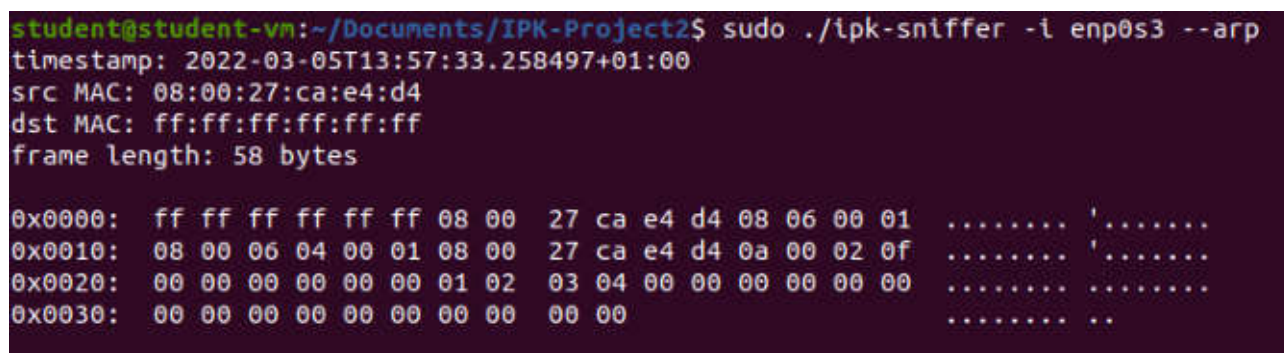 student@student-vm:~/Documents/IPK-Project2$ sudo ./ipk-sniffer -i enp0s3 --arp
timestamp: 2022-03-05T13:57:33.258497+01:00
src MAC: 08:00:27:ca:e4:d4
dst MAC: ff:ff:ff:ff:ff:ff
frame length: 58 bytes
0x0000:  ff ff ff ff ff ff 08 00  27 ca e4 d4 08 06 00 01  ........ '.......
0x0010:  08 00 06 04 00 01 08 00  27 ca e4 d4 0a 00 02 0f  ........ '.......
0x0020:  00 00 00 00 00 00 01 02  03 04 00 00 00 00 00 00  ........ ........
0x0030:  00 00 00 00 00 00 00 00  00 00                    ........ ..